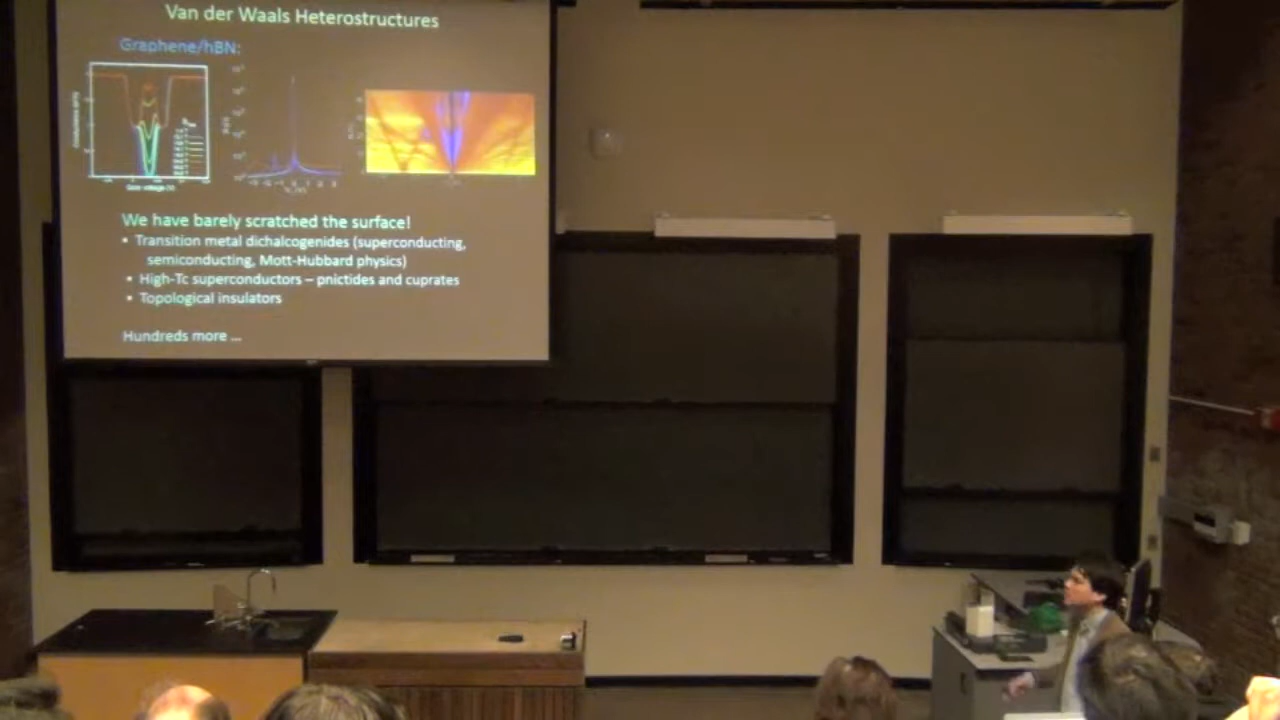 Van der Waals Heterostructures
Graphene/hBN:
We have barely scratched the surface!
• Transition metal dichalcogenides (superconducting,
semiconducting, Mott-Hubbard physics)
• High-Tc superconductors – pnictides and cuprates
• Topological insulators
Hundreds more ...